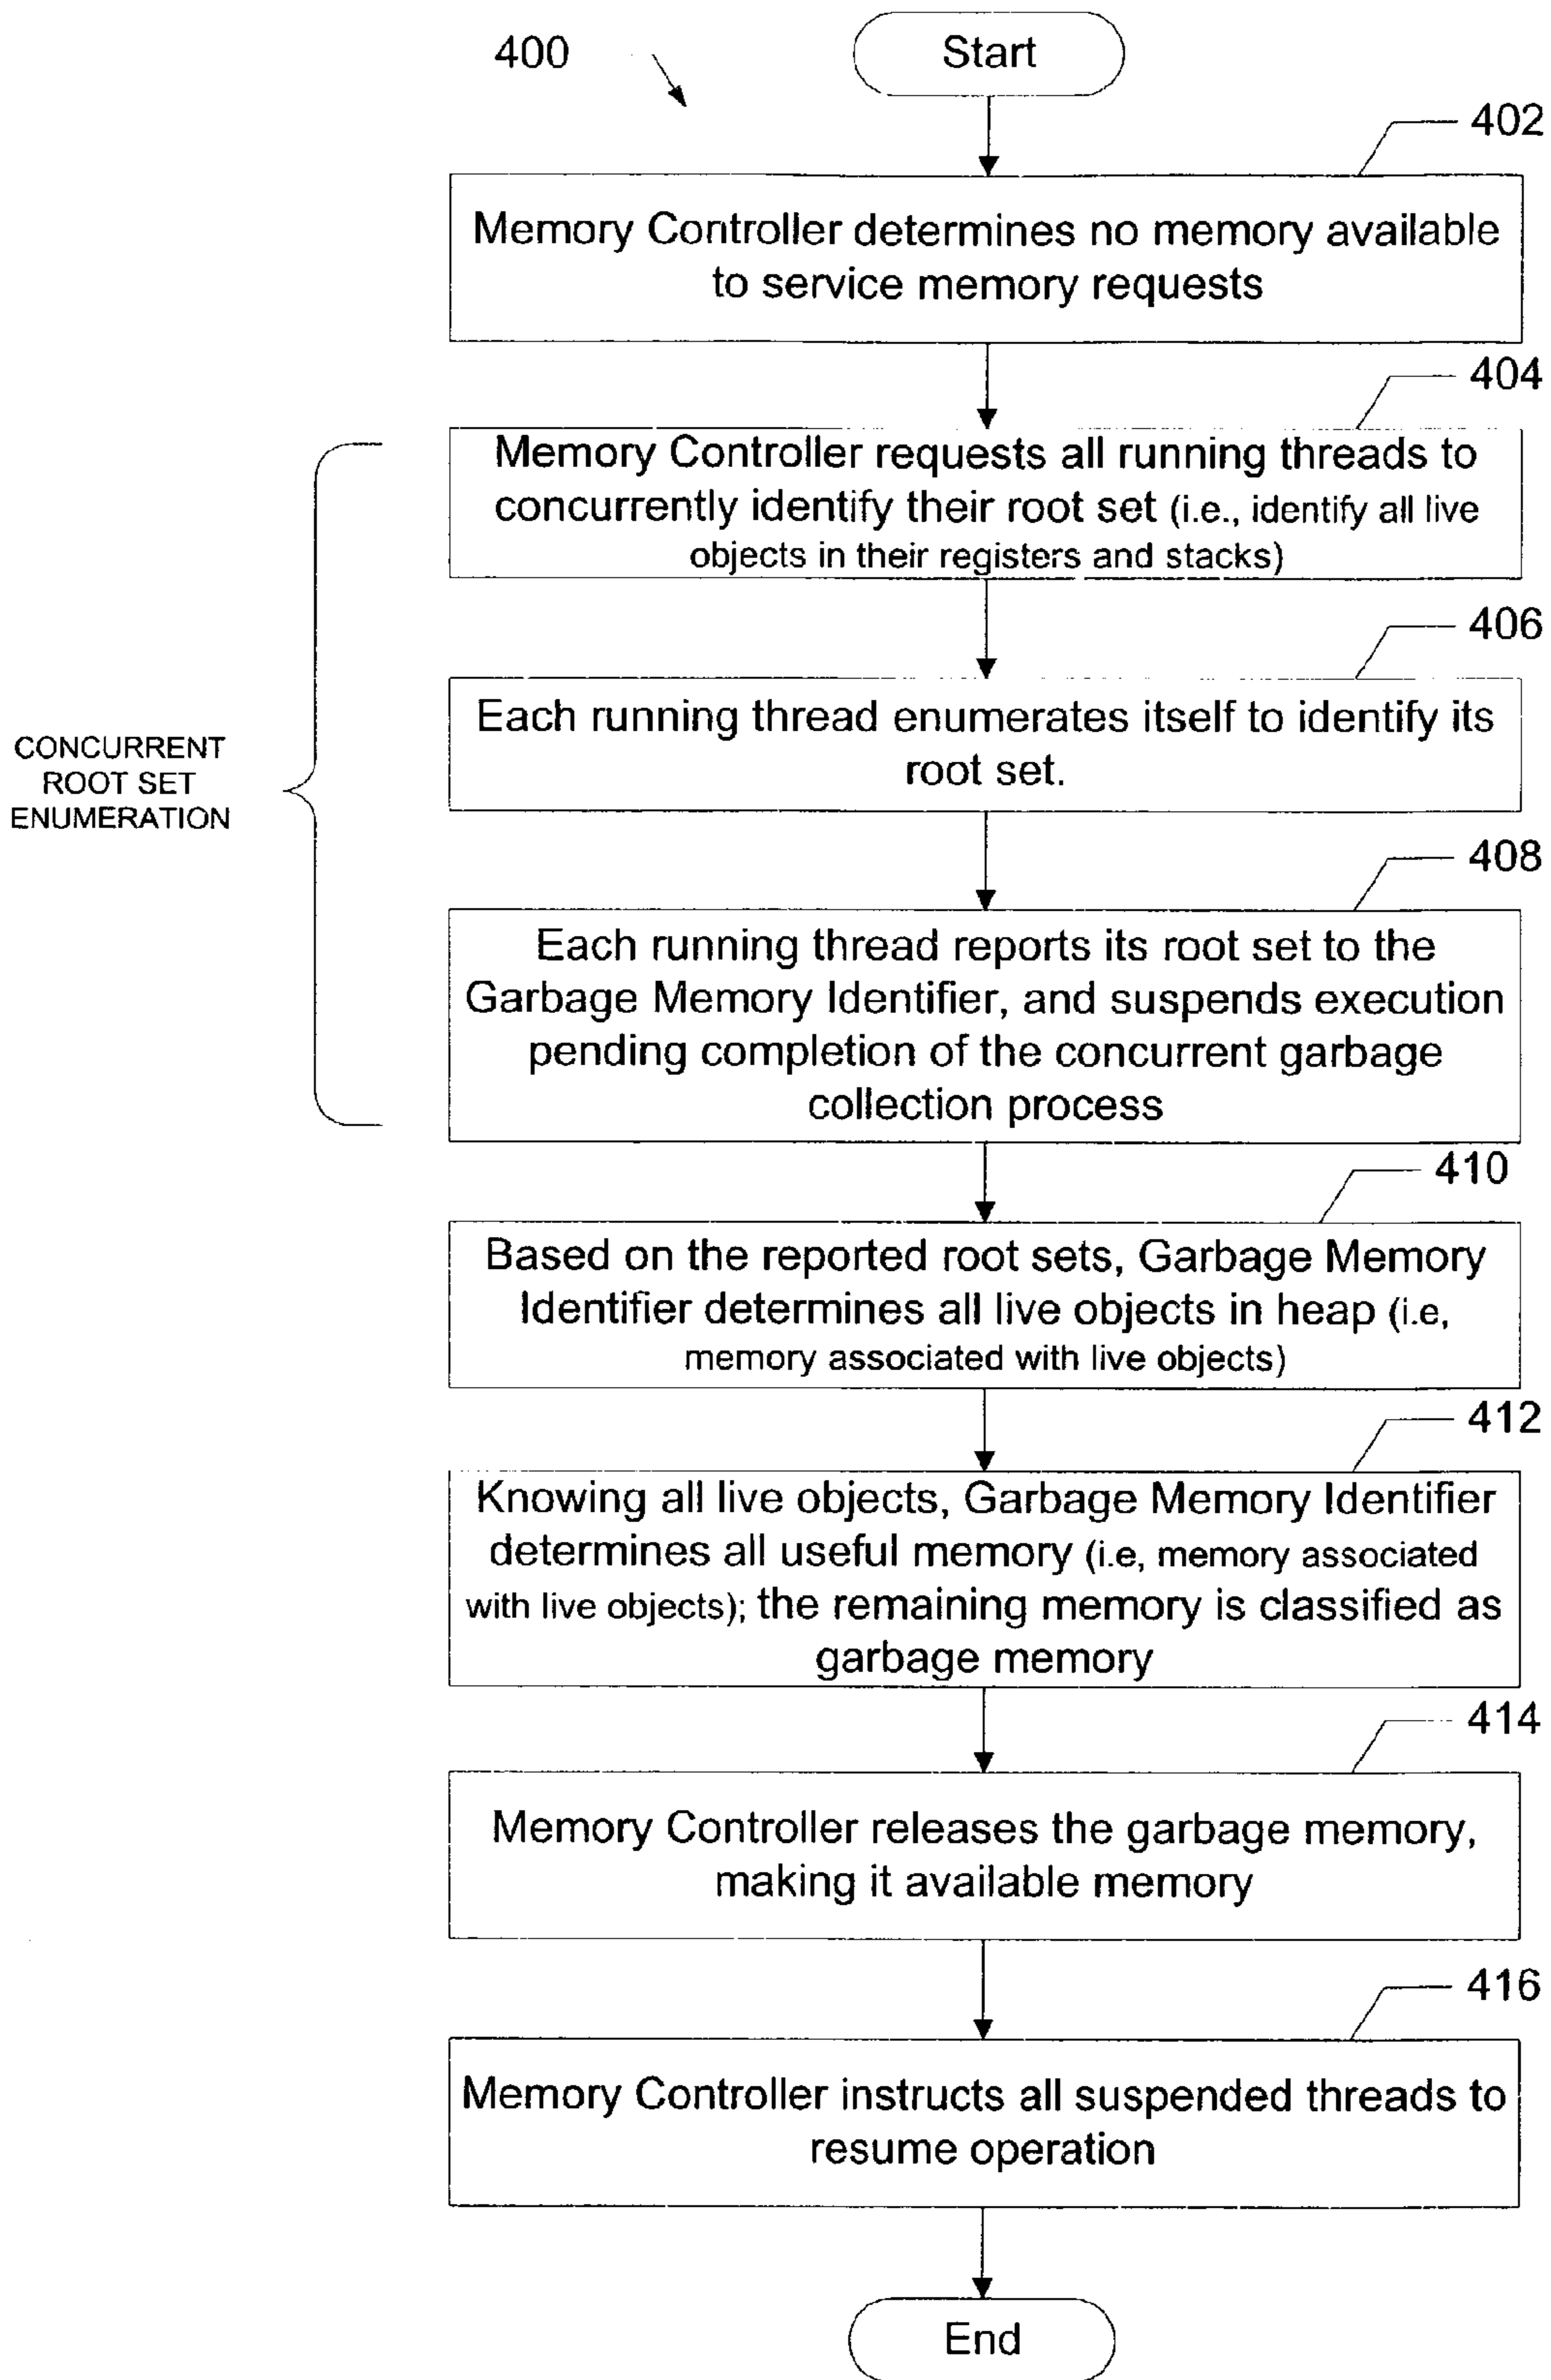 400
Start
402
Memory Controller determines no memory available
to service memory requests
404
Memory Controller requests all running threads to
concurrently identify their root set (i.e., identify all live
objects in their registers and stacks)
406
Each running thread enumerates itself to identify its
root set.
CONCURRENT
ROOT SET
ENUMERATION
408
Each running thread reports its root set to the
Garbage Memory Identifier, and suspends execution
pending completion of the concurrent garbage
collection process
410
Based on the reported root sets, Garbage Memory
Identifier determines all live objects in heap (i.e,
memory associated with live objects)
412
Knowing all live objects, Garbage Memory Identifier
determines all useful memory (i.e, memory associated
with live objects); the remaining memory is classified as
garbage memory
414
Memory Controller releases the garbage memory,
making it available memory
416
Memory Controller instructs all suspended threads to
resume operation
End